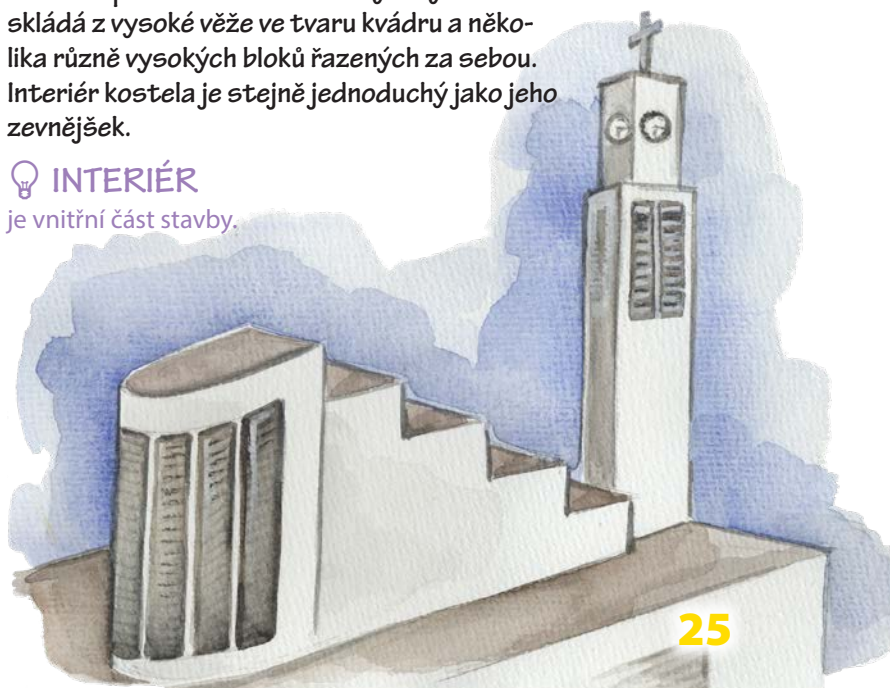 skládá z vysoké věže ve tvaru kvádru a něko-
lika různě vysokých bloků řazených za sebou.
Interiér kostela je stejně jednoduchý jako jeho
zevnějšek.
INTERIÉR
je vnitřní část stavby.
25